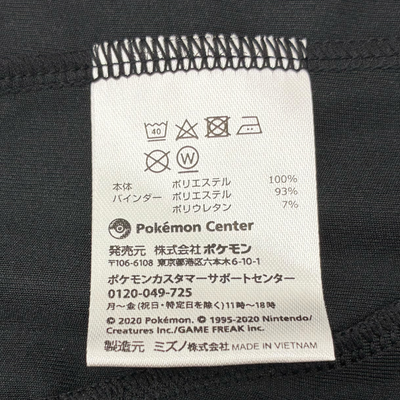 40
W
本体 ポリエステル 100%
バインダー ポリエステル 93%
ポリウレタン 7%
Pokémon Center
発売元 株式会社ポケモン
〒106-6108 東京都港区六本木6-10-1
ポケモンカスタマーサポートセンター
0120-049-725
月～金(祝日・特定日を除く)11時～18時
© 2020 Pokémon. © 1995-2020 Nintendo/
Creatures Inc./GAME FREAK inc.
製造元 ミズノ株式会社 MADE IN VIETNAM